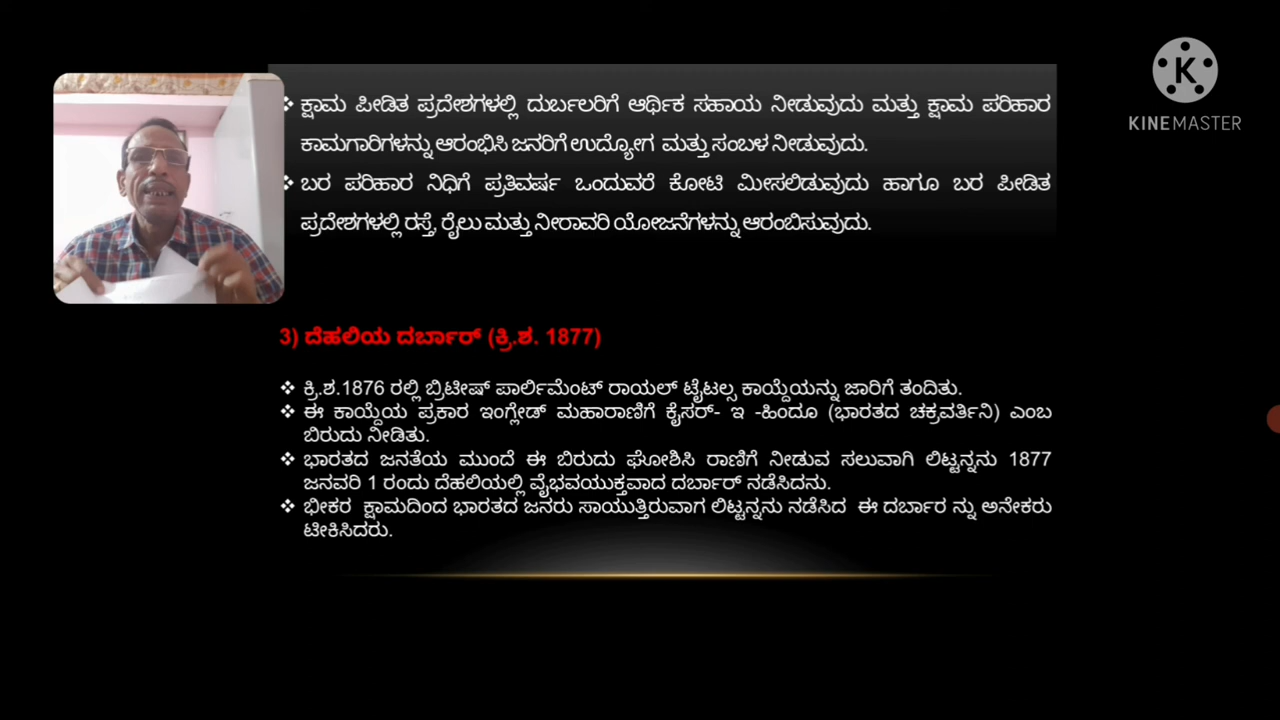 KINEMASTER
❖ ಕ್ಷಾಮ ಪೀಡಿತ ಪ್ರದೇಶಗಳಲ್ಲಿ ದುರ್ಬಲರಿಗೆ ಆರ್ಥಿಕ ಸಹಾಯ ನೀಡುವುದು ಮತ್ತು ಕ್ಷಾಮ ಪರಿಹಾರ
ಕಾಮಗಾರಿಗಳನ್ನು ಆರಂಭಿಸಿ ಜನರಿಗೆ ಉದ್ಯೋಗ ಮತ್ತು ಸಂಬಳ ನೀಡುವುದು.
❖ ಬರ ಪರಿಹಾರ ನಿಧಿಗೆ ಪ್ರತಿವರ್ಷ ಒಂದುವರೆ ಕೋಟಿ ಮೀಸಲಿಡುವುದು ಹಾಗೂ ಬರ ಪೀಡಿತ
ಪ್ರದೇಶಗಳಲ್ಲಿ ರಸ್ತೆ, ರೈಲು ಮತ್ತು ನೀರಾವರಿ ಯೋಜನೆಗಳನ್ನು ಆರಂಬಿಸುವುದು.
3) ದೆಹಲಿಯ ದರ್ಬಾರ್ (ಕ್ರಿ.ಶ. 1877)
❖ ಕ್ರಿ.ಶ.1876 ರಲ್ಲಿ ಬ್ರಿಟೀಷ್ ಪಾರ್ಲಿಮೆಂಟ್ ರಾಯಲ್ ಟೈಟಲ್ಸ ಕಾಯ್ದೆಯನ್ನು ಜಾರಿಗೆ ತಂದಿತು.
❖ ಈ ಕಾಯ್ದೆಯ ಪ್ರಕಾರ ಇಂಗ್ಲೇಡ್ ಮಹಾರಾಣಿಗೆ ಕೈಸರ್- ಇ -ಹಿಂದೂ (ಭಾರತದ ಚಕ್ರವರ್ತಿನಿ) ಎಂಬ
ಬಿರುದು ನೀಡಿತು.
❖ ಭಾರತದ ಜನತೆಯ ಮುಂದೆ ಈ ಬಿರುದು ಘೋಶಿಸಿ ರಾಣಿಗೆ ನೀಡುವ ಸಲುವಾಗಿ ಲಿಟ್ಟನ್ನನು 1877
ಜನವರಿ 1 ರಂದು ದೆಹಲಿಯಲ್ಲಿ ವೈಭವಯುಕ್ತವಾದ ದರ್ಬಾರ್ ನಡೆಸಿದನು.
❖ ಭೀಕರ ಕ್ಷಾಮದಿಂದ ಭಾರತದ ಜನರು ಸಾಯುತ್ತಿರುವಾಗ ಲಿಟ್ಟನ್ನನು ನಡೆಸಿದ ಈ ದರ್ಬಾರ ನ್ನು ಅನೇಕರು
ಟೀಕಿಸಿದರು.